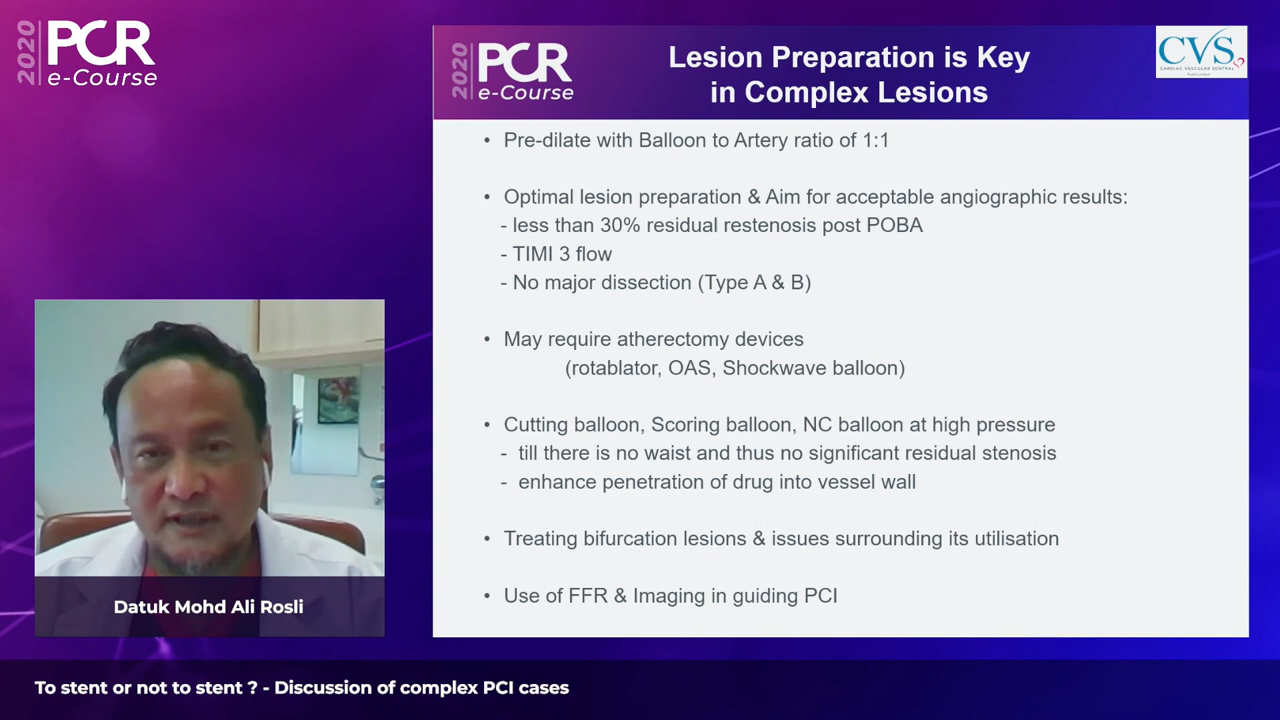 2020
PCR
e-Course
2020
PCR
e-Course
Lesion Preparation is Key
in Complex Lesions
CVS
CARDIAC VASCULAR SENTRAL
• Pre-dilate with Balloon to Artery ratio of 1:1
• Optimal lesion preparation & Aim for acceptable angiographic results:
- less than 30% residual restenosis post POBA
- TIMI 3 flow
- No major dissection (Type A & B)
• May require atherectomy devices
(rotablator, OAS, Shockwave balloon)
• Cutting balloon, Scoring balloon, NC balloon at high pressure
- till there is no waist and thus no significant residual stenosis
- enhance penetration of drug into vessel wall
• Treating bifurcation lesions & issues surrounding its utilisation
• Use of FFR & Imaging in guiding PCI
Datuk Mohd Ali Rosli
To stent or not to stent ? - Discussion of complex PCI cases